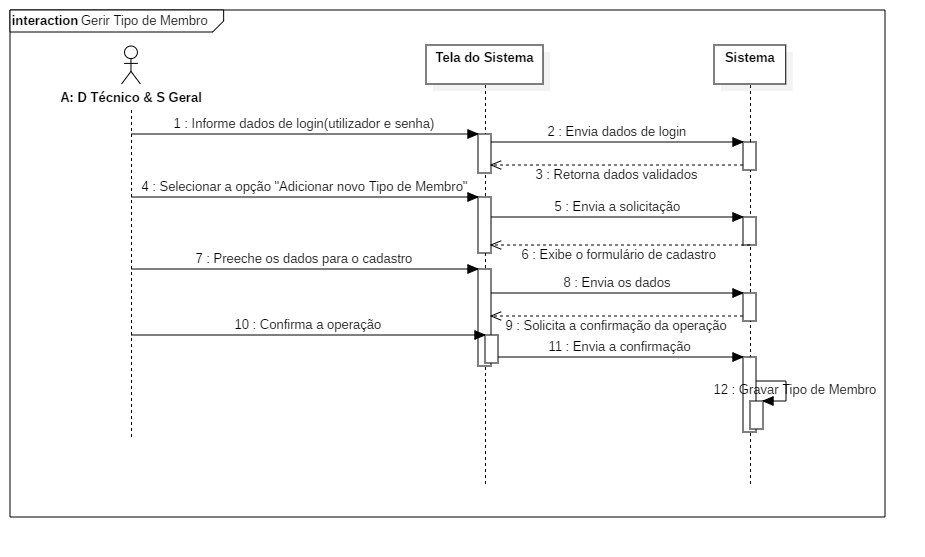 interaction Gerir Tipo de Membro
Tela do Sistema
Sistema
A: D Técnico & S Geral
1 : Informe dados de login(utilizador e senha)
2 : Envia dados de login
3 : Retorna dados validados
4 : Selecionar a opção "Adicionar novo Tipo de Membro"
5 : Envia a solicitação
6 : Exibe o formulário de cadastro
7 : Preeche os dados para o cadastro
8 : Envia os dados
9 : Solicita a confirmação da operação
10 : Confirma a operação
11 : Envia a confirmação
12 : Gravar Tipo de Membro